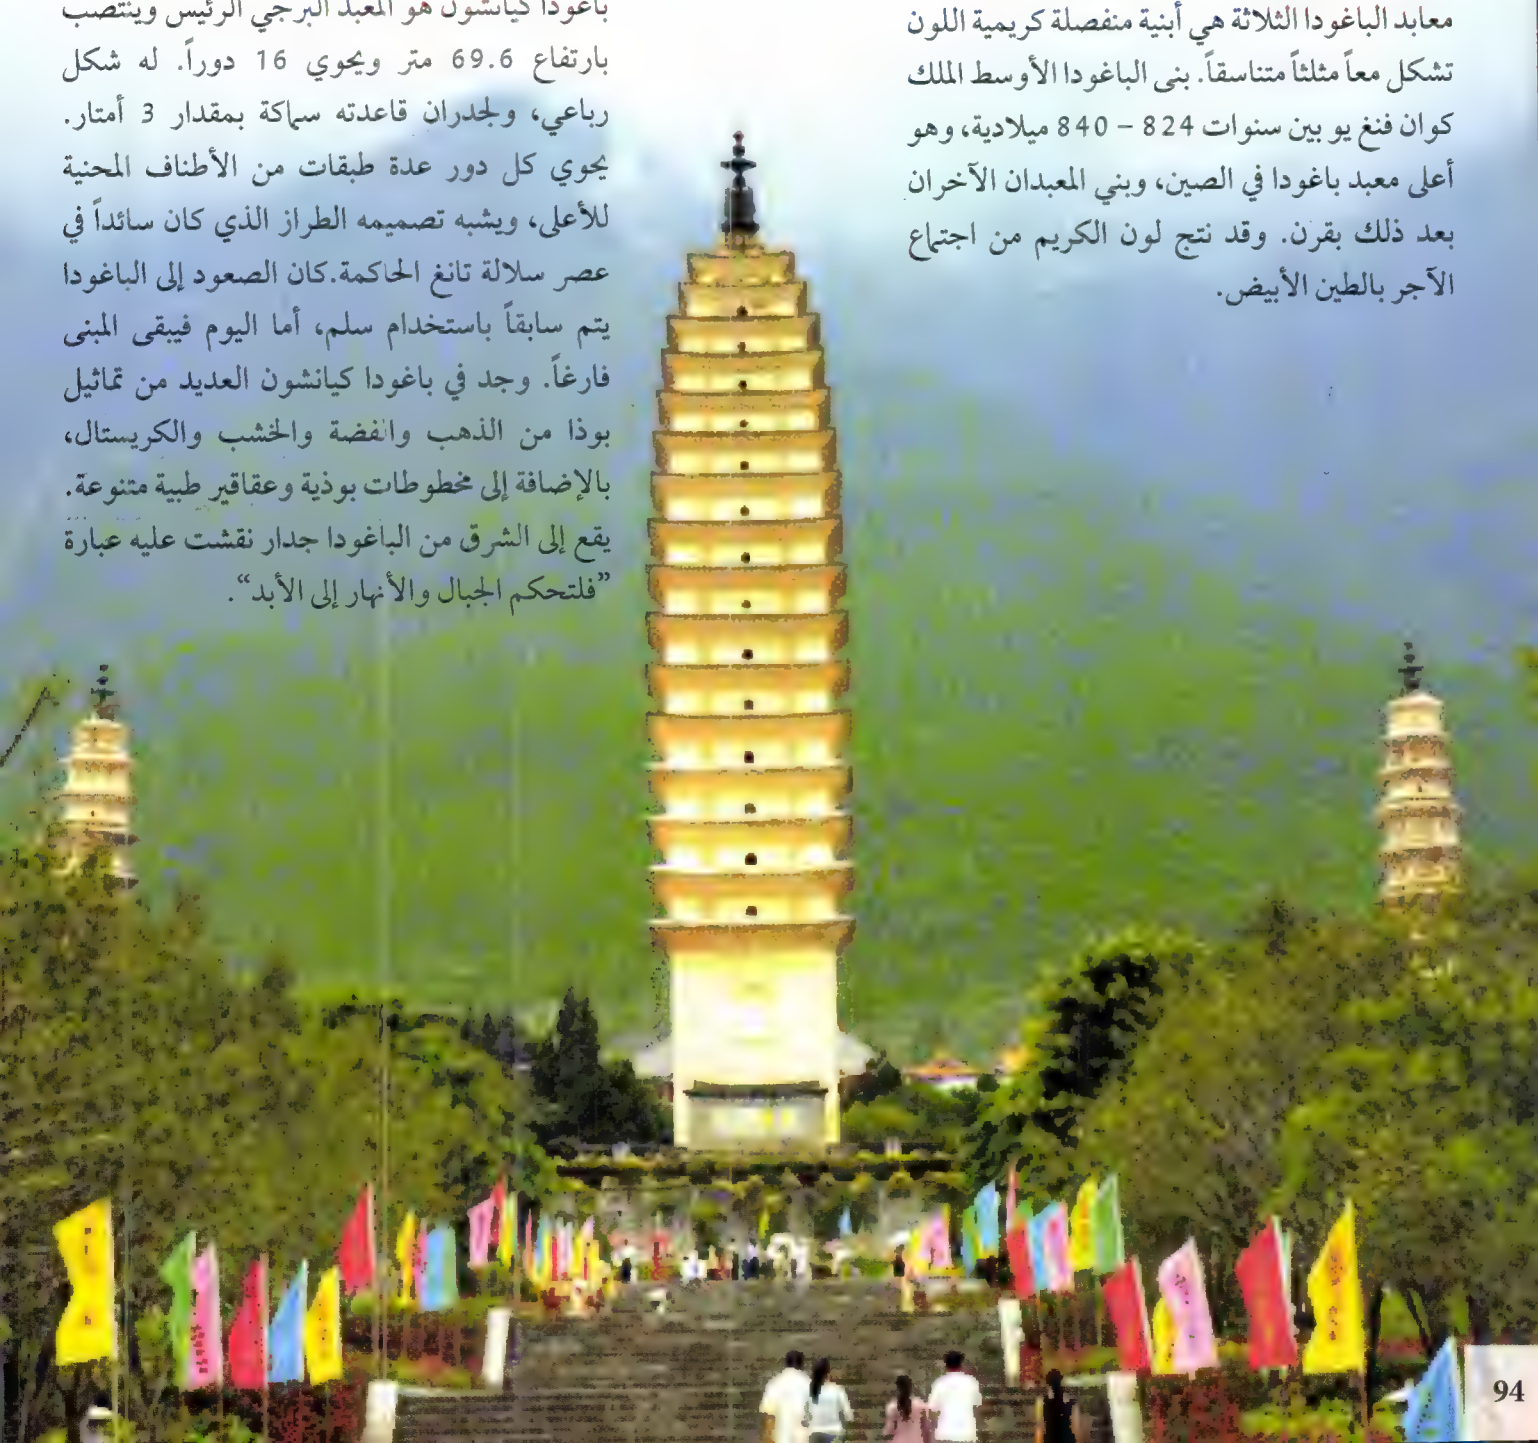 معابد الباغودا الثلاثة هي أبنية منفصلة كريمية اللون
تشكل معاً مثلثاً متناسقاً. بنى الباغودا الأوسط الملك
كوان فنغ يو بين سنوات 824 – 840 ميلادية، وهو
أعلى معبد باغودا في الصين، وبني المعبدان الآخران
بعد ذلك بقرن. وقد نتج لون الكريم من اجتماع
الآجر بالطين الأبيض.
باغودا كيانشون هو المعبد البرجي الرئيس وينتصب
بارتفاع 69.6 متر ويحوي 16 دوراً. له شكل
رباعي، ولجدران قاعدته سماكة بمقدار 3 أمتار.
يحوي كل دور عدة طبقات من الأطناف المحنية
للأعلى، ويشبه تصميمه الطراز الذي كان سائداً في
عصر سلالة تانغ الحاكمة.كان الصعود إلى الباغودا
يتم سابقاً باستخدام سلم، أما اليوم فيبقى المبنى
فارغاً. وجد في باغودا كيانشون العديد من تماثيل
بوذا من الذهب والفضة والخشب والكريستال،
بالإضافة إلى مخطوطات بوذية وعقاقير طبية متنوعة.
يقع إلى الشرق من الباغودا جدار نقشت عليه عبارة
”فلتحكم الجبال والأنهار إلى الأبد“.
94